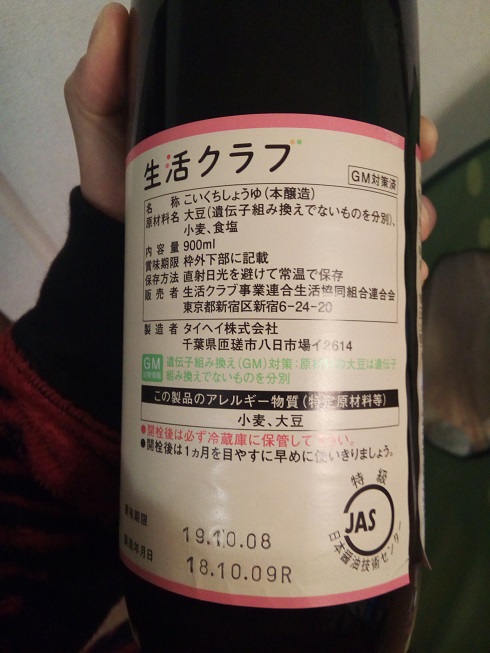 生活クラブ
GM対策済
名称 こいくちしょうゆ(本醸造)
原材料名 大豆(遺伝子組み換えでないものを分別)、
小麦、食塩
内容量 900ml
賞味期限 枠外下部に記載
保存方法 直射日光を避けて常温で保存
販売者 生活クラブ事業連合生活協同組合連合会
東京都新宿区新宿6-24-20
製造者 タイヘイ株式会社
千葉県匝瑳市八日市場イ2614
GM 遺伝子組み換え(GM)対策:原材料の大豆は遺伝子
組み換えでないものを分別
この製品のアレルギー物質(特定原材料等)
小麦、大豆
●開栓後は必ず冷蔵庫に保管して下さい。
●開栓後は1ヵ月を目やすに早めに使いきりましょう。
特級
JAS
日本醤油技術センター
賞味期限 19.10.08
製造年月日 18.10.09R